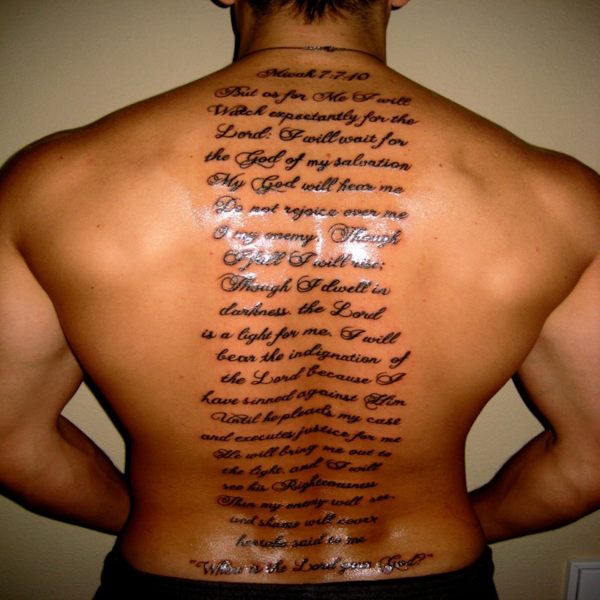 Micah 7:7-10
But as for Me I will
Watch expectantly for the
Lord: I will wait for
the God of my salvation
My God will hear me
Do not rejoice over me
O my enemy. Though
I fall I will rise;
Though I dwell in
darkness, the Lord
is a light for me. I will
bear the indignation of
the Lord because I
have sinned against Him
Until he pleads my case
and executes justice for me
He will bring me out to
the light, and I will
see his Righteousness
Then my enemy will see,
and shame will cover
her who said to me
"Where is the Lord your God?"